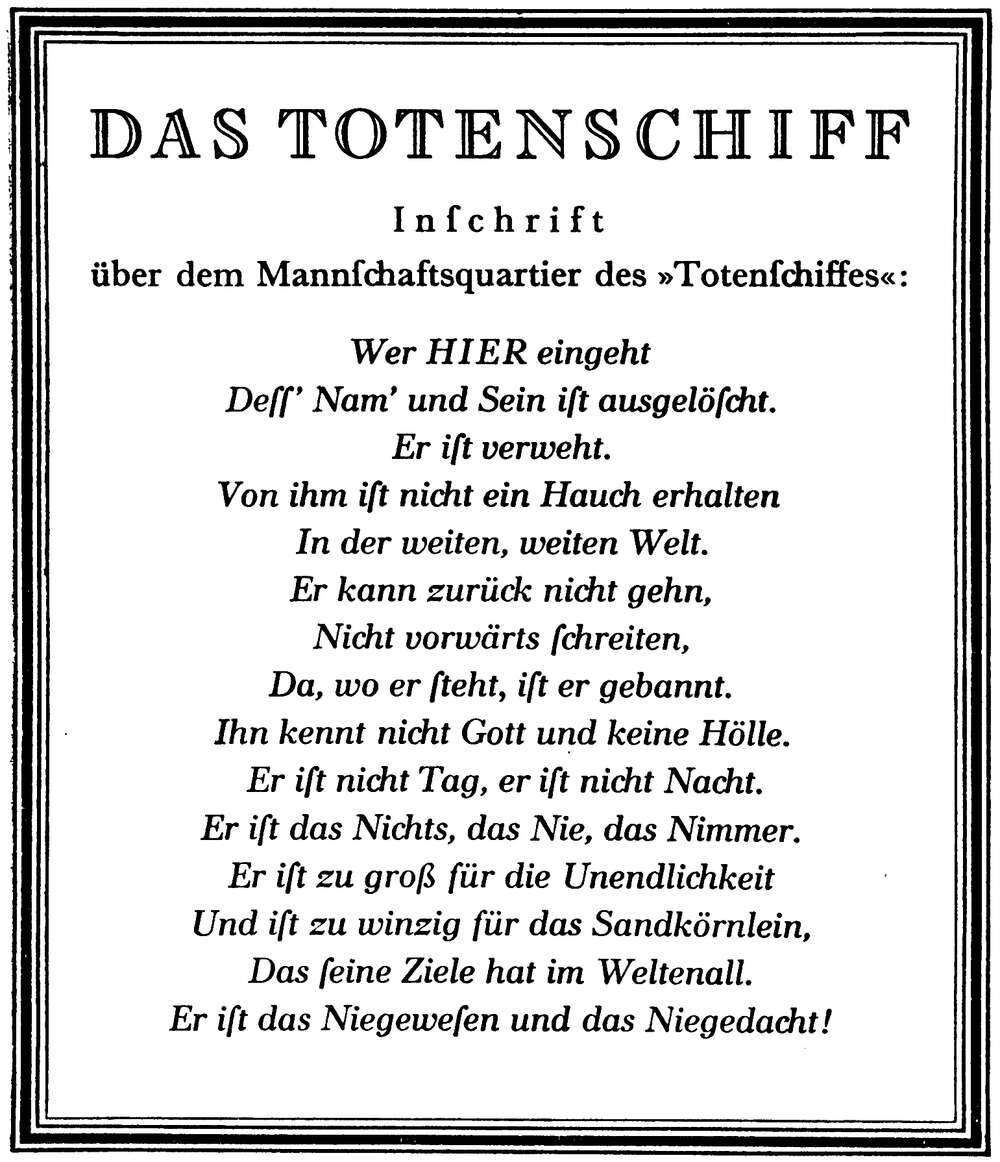 DAS TOTENSCHIFF
Inſchrift
über dem Mannſchaftsquartier des »Totenſchiffes«:
Wer HIER eingeht
Deſſ’ Nam’ und Sein iſt ausgelöſcht.
Er iſt verweht.
Von ihm iſt nicht ein Hauch erhalten
In der weiten, weiten Welt.
Er kann zurück nicht gehn,
Nicht vorwärts ſchreiten,
Da, wo er ſteht, iſt er gebannt.
Ihn kennt nicht Gott und keine Hölle.
Er iſt nicht Tag, er iſt nicht Nacht.
Er iſt das Nichts, das Nie, das Nimmer.
Er iſt zu groß für die Unendlichkeit
Und iſt zu winzig für das Sandkörnlein,
Das ſeine Ziele hat im Weltenall.
Er iſt das Niegeweſen und das Niegedacht!